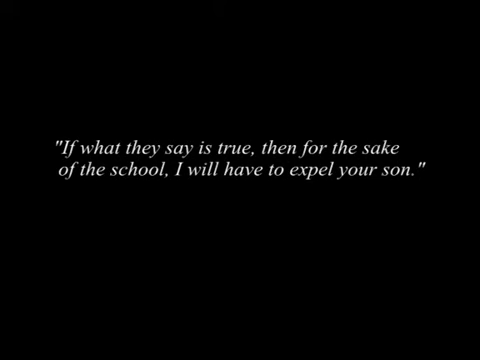 "If what they say is true, then for the sake
of the school, I will have to expel your son."